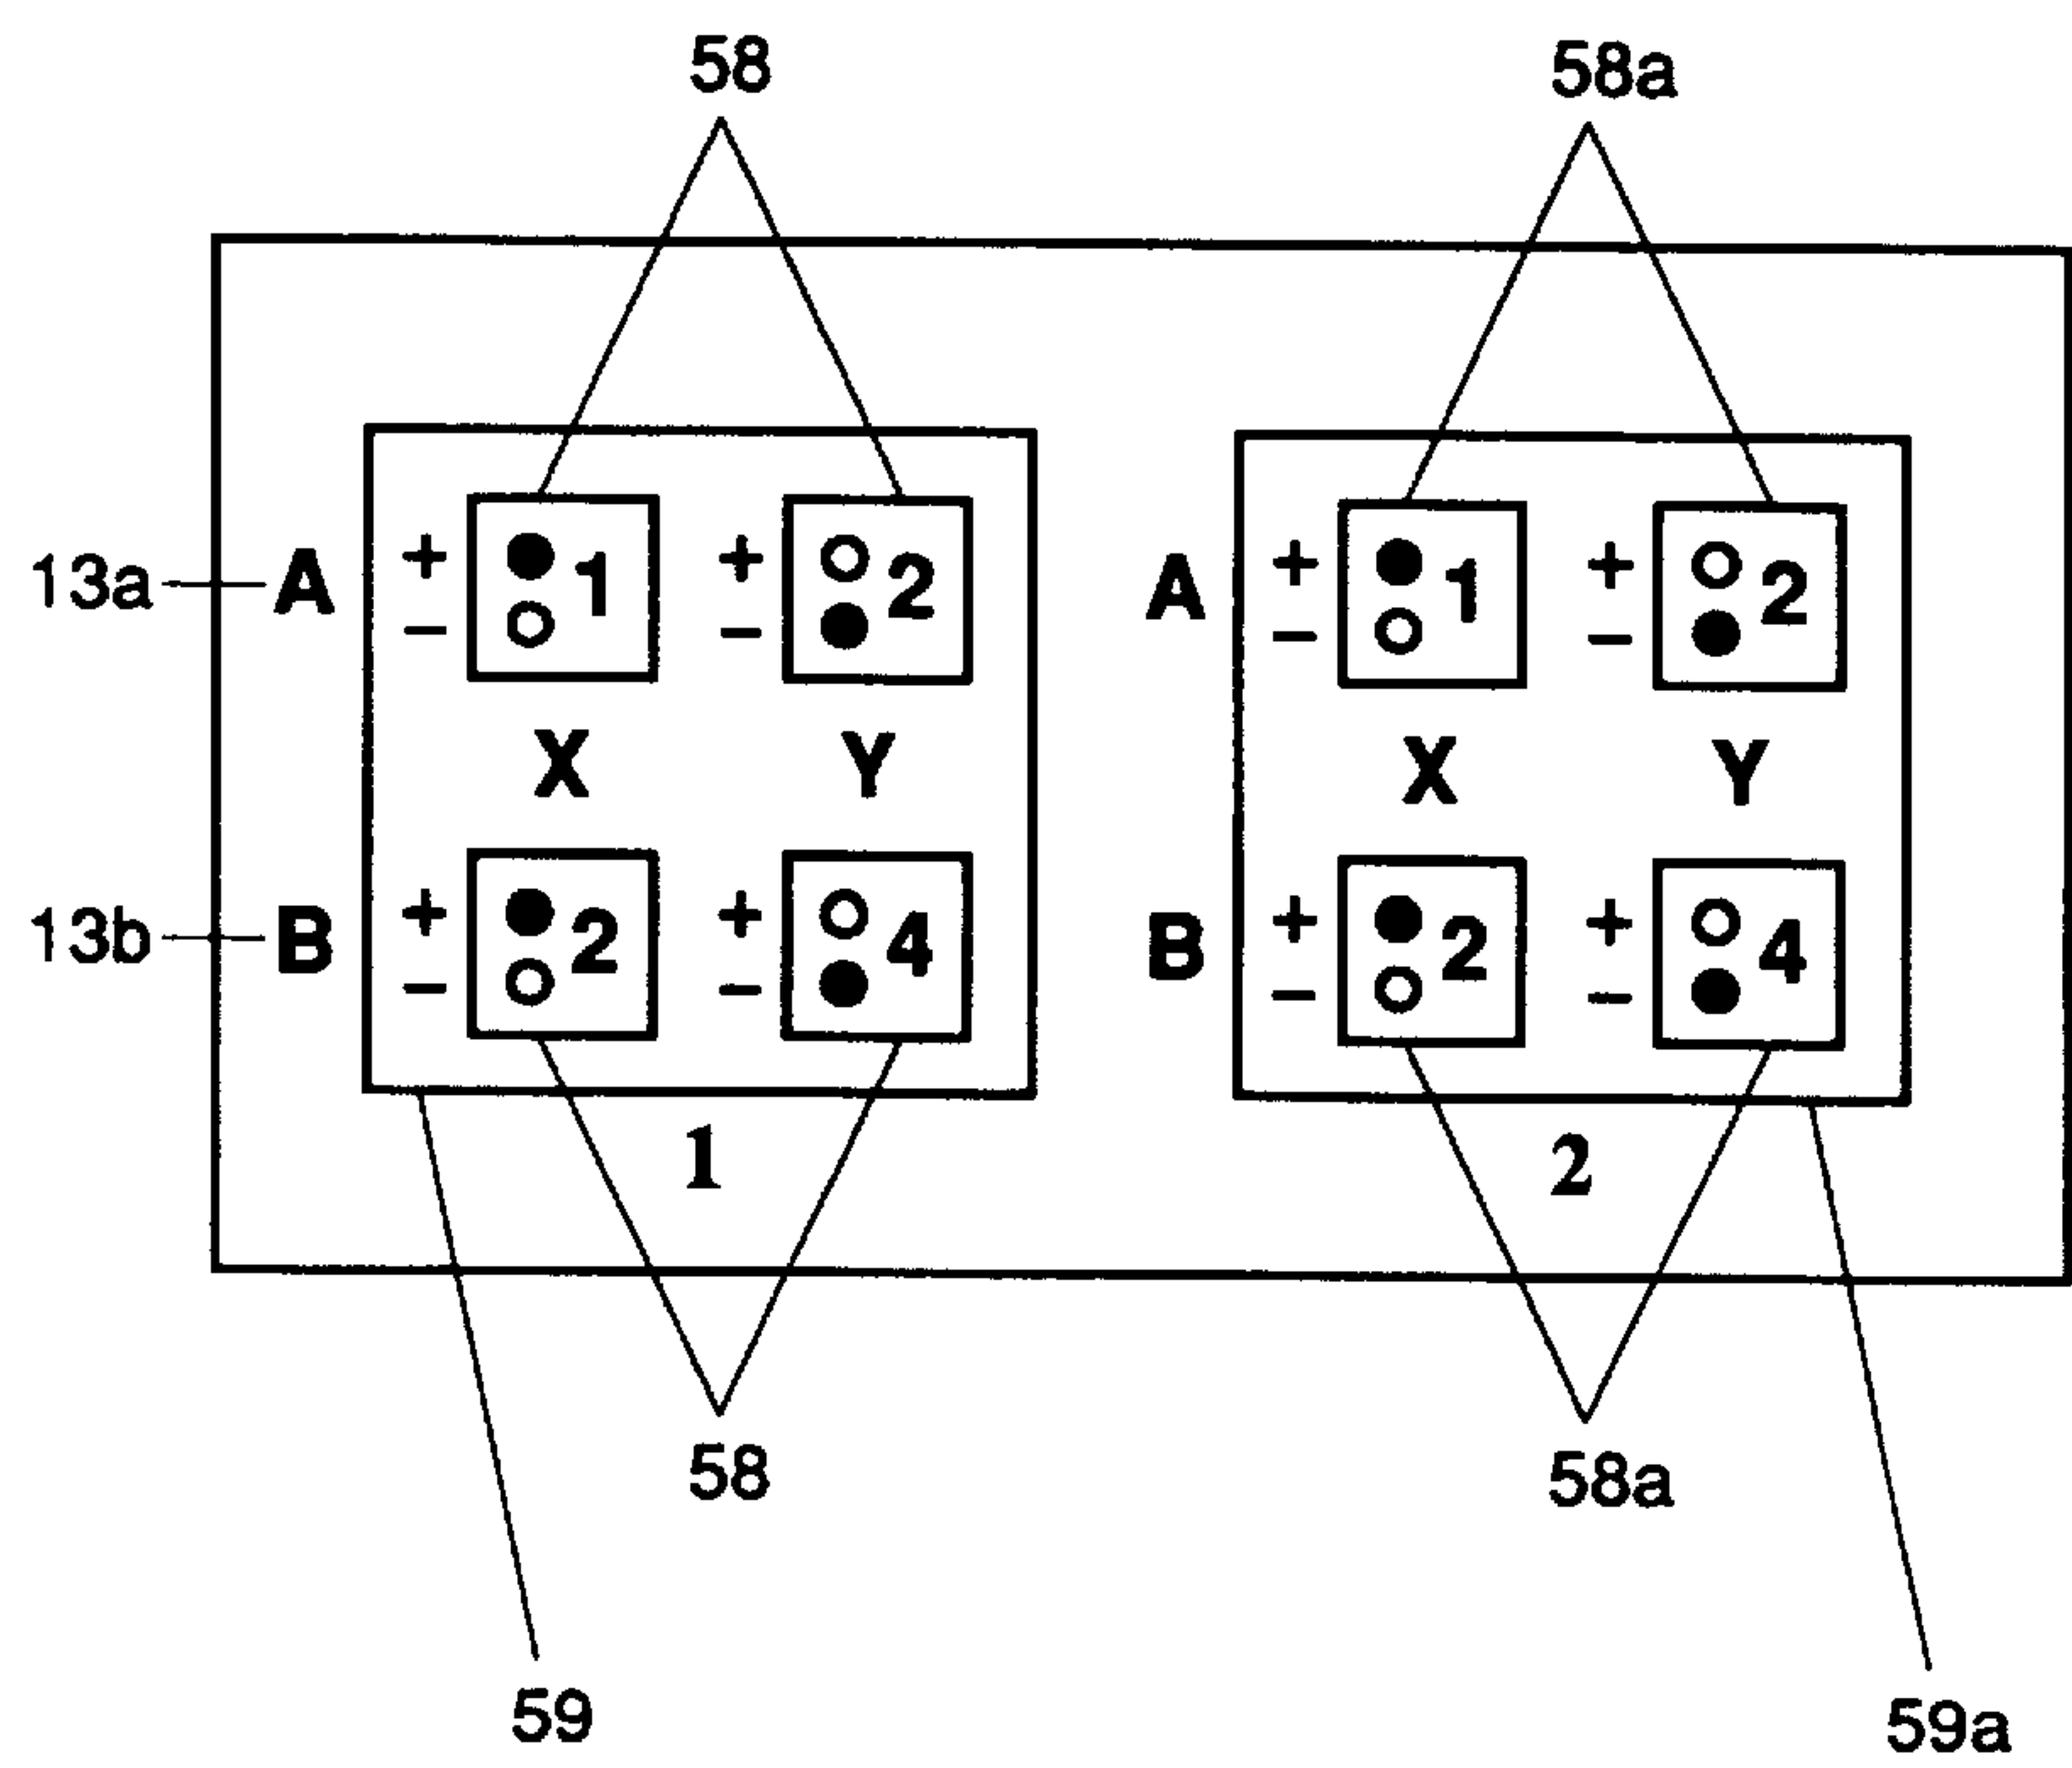 58 58a
+ 1 + 2 + 1 + 2
13a A A
- - - -
X Y X Y
+ 2 + 4 + 2 + 4
13b B B
- - - -
1 2
58 58a
59 59a